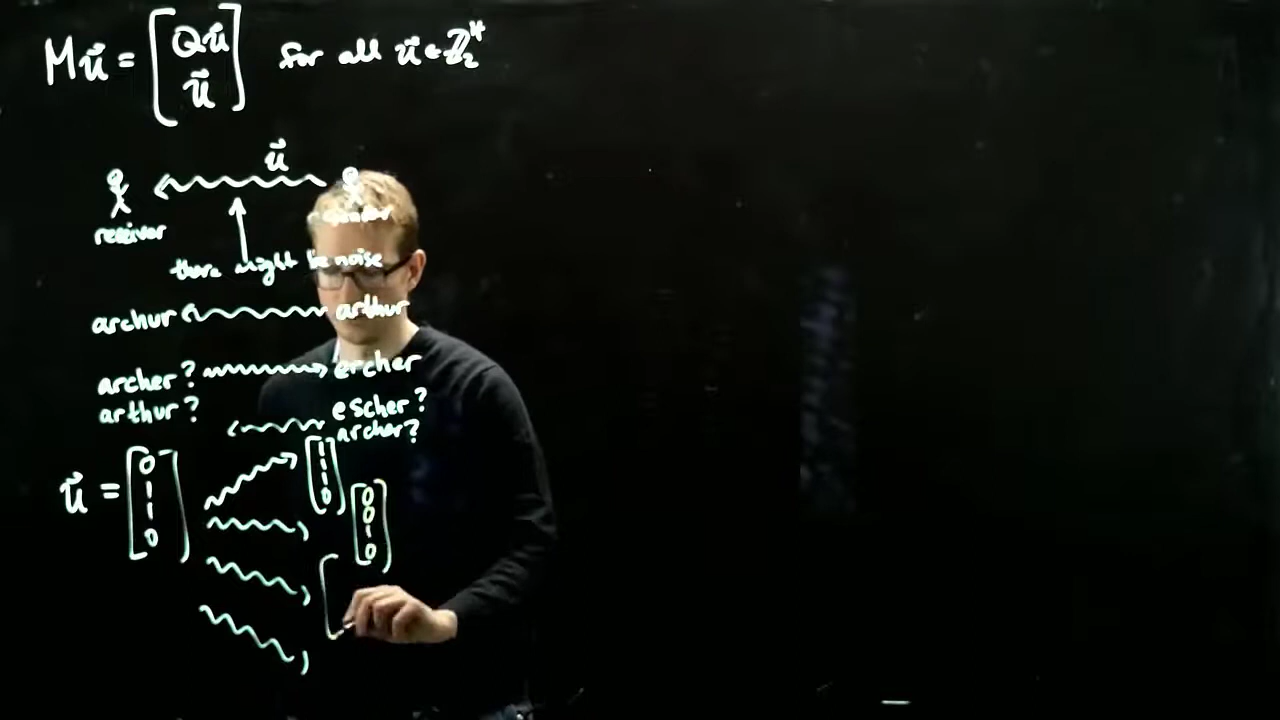 Mu⃗ = [Qu⃗ u⃗] for all u⃗ ∈ ℤ₂⁴
u⃗
receiver
sender
there might be noise
archur arthur
archer? ercher
arthur? escher?
archer?
u⃗ = [0 1 1 0] [1 1 1 0]
[0 0 1 0]